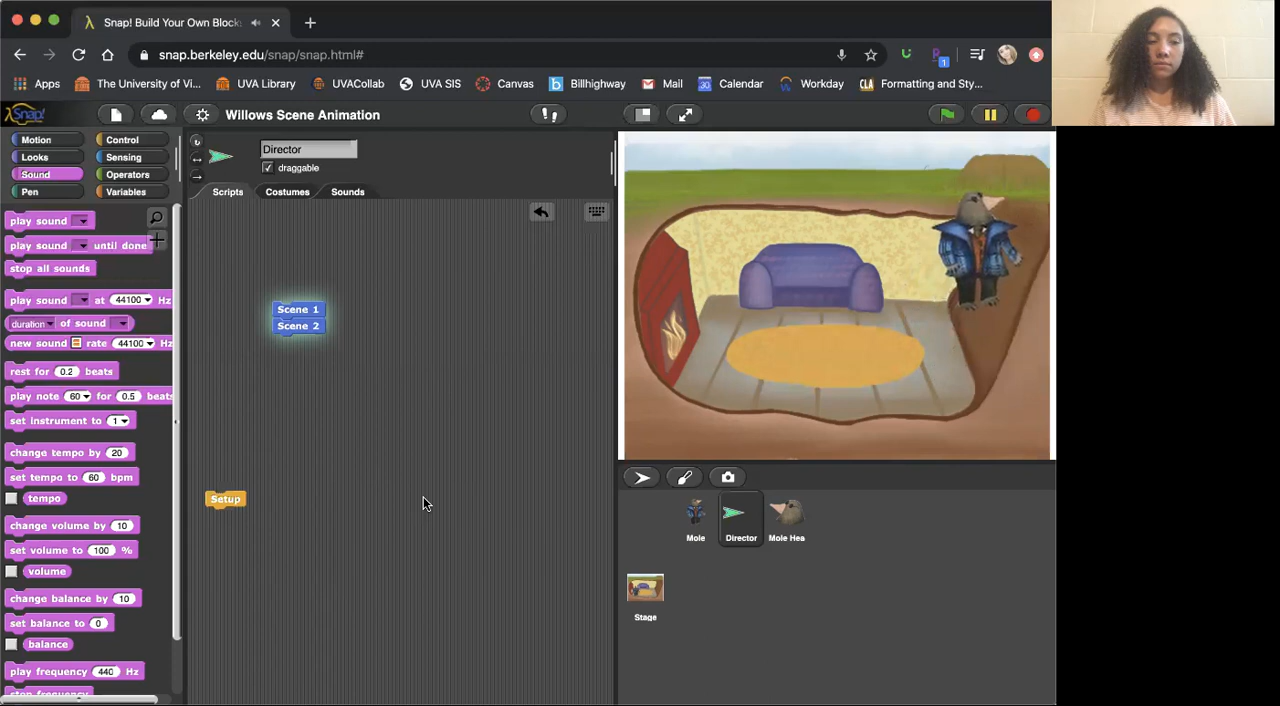 Snap! Build Your Own Block
snap.berkeley.edu/snap/snap.html#
1
Apps The University of Vi... UVA Library UVACollab UVA SIS Canvas Billhighway Mail Calendar Workday CLA Formatting and Sty...
Snap! Willows Scene Animation
Motion Control
Looks Sensing
Sound Operators
Pen Variables
Director
draggable
Scripts Costumes Sounds
play sound
play sound until done
stop all sounds
play sound at 44100 Hz
duration of sound
new sound rate 44100 Hz
rest for 0.2 beats
play note 60 for 0.5 beats
set instrument to 1
change tempo by 20
set tempo to 60 bpm
tempo
change volume by 10
set volume to 100 %
volume
change balance by 10
set balance to 0
balance
play frequency 440 Hz
stop frequency
Scene 1
Scene 2
Setup
Mole Director Mole Hea
Stage